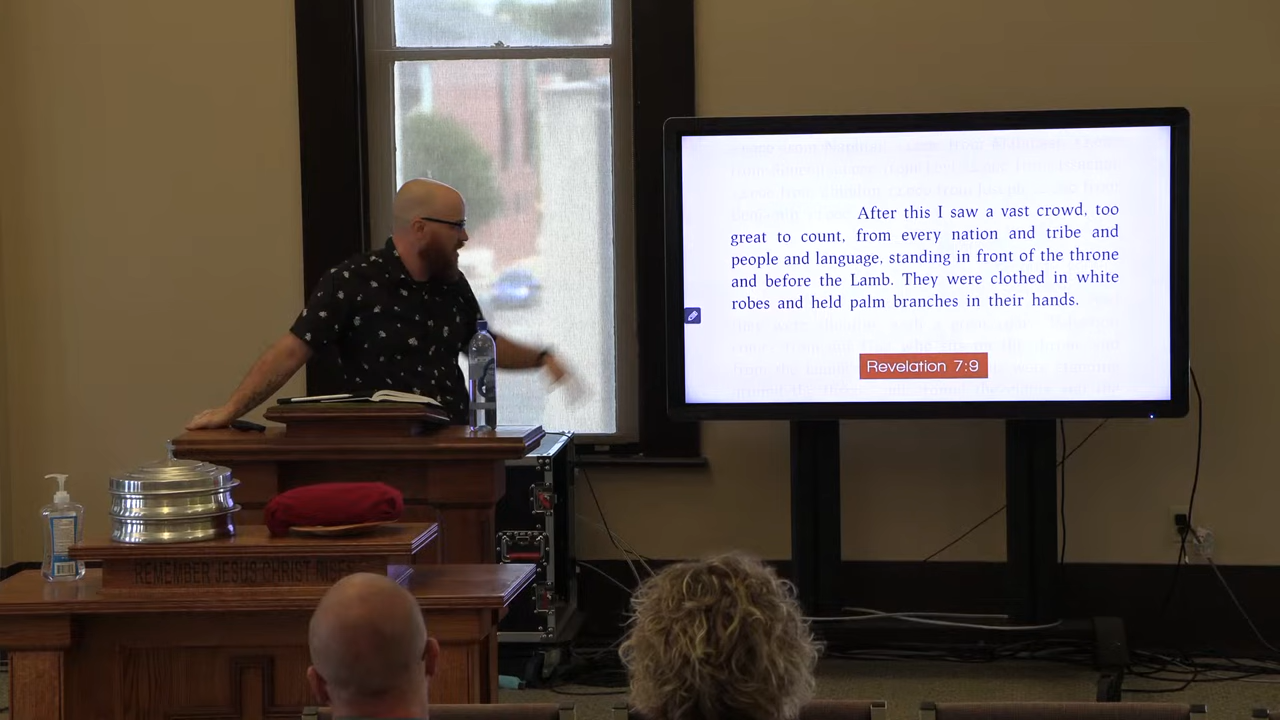 After this I saw a vast crowd, too
great to count, from every nation and tribe and
people and language, standing in front of the throne
and before the Lamb. They were clothed in white
robes and held palm branches in their hands.
Revelation 7:9
REMEMBER JESUS CHRIST